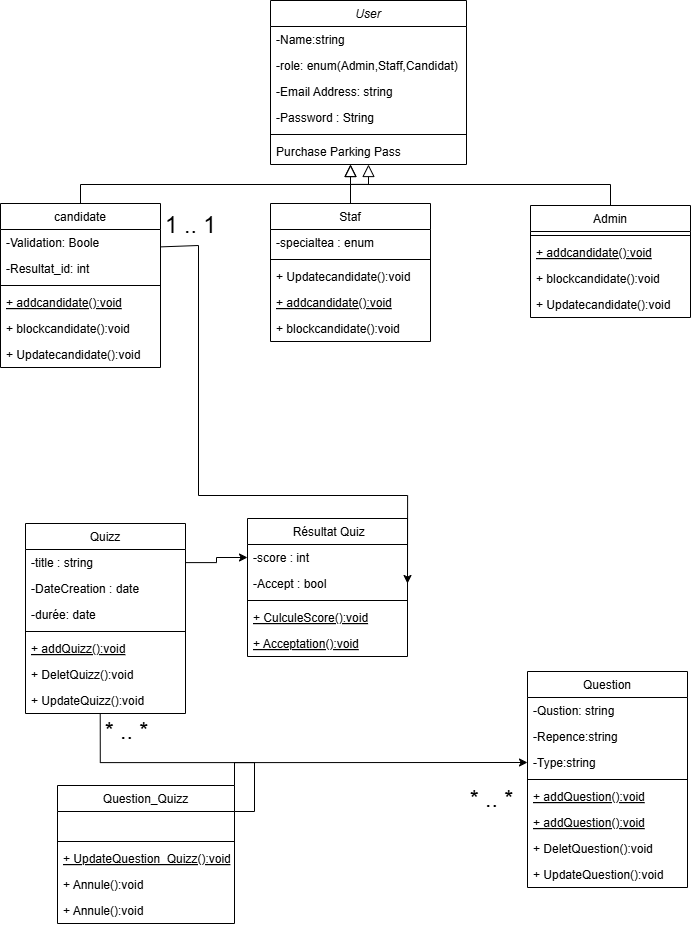 User
-Name:string
-role: enum(Admin,Staff,Candidat)
-Email Address: string
-Password : String
Purchase Parking Pass
candidate
-Validation: Boole
-Resultat_id: int
+ addcandidate():void
+ blockcandidate():void
+ Updatecandidate():void
1 .. 1
Staf
-specialtea : enum
+ Updatecandidate():void
+ addcandidate():void
+ blockcandidate():void
Admin
+ addcandidate():void
+ blockcandidate():void
+ Updatecandidate():void
Quizz
-title : string
-DateCreation : date
-durée: date
+ addQuizz():void
+ DeletQuizz():void
+ UpdateQuizz():void
* .. *
Résultat Quiz
-score : int
-Accept : bool
+ CulculeScore():void
+ Acceptation():void
Question
-Qustion: string
-Repence:string
-Type:string
+ addQuestion():void
+ addQuestion():void
+ DeletQuestion():void
+ UpdateQuestion():void
* .. *
Question_Quizz
+ UpdateQuestion_Quizz():void
+ Annule():void
+ Annule():void